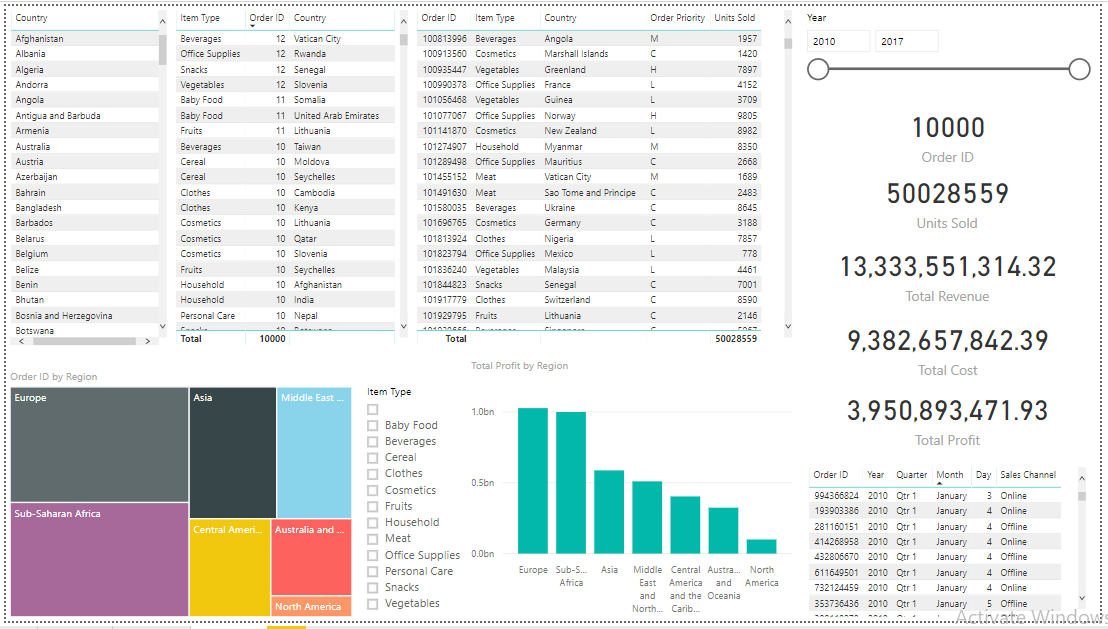 Country
Afghanistan
Albania
Algeria
Andorra
Angola
Antigua and Barbuda
Armenia
Australia
Austria
Azerbaijan
Bahrain
Bangladesh
Barbados
Belarus
Belgium
Belize
Benin
Bhutan
Bosnia and Herzegovina
Botswana
Item Type Order ID Country
Beverages 12 Vatican City
Office Supplies 12 Rwanda
Snacks 12 Senegal
Vegetables 12 Slovenia
Baby Food 11 Somalia
Baby Food 11 United Arab Emirates
Fruits 11 Lithuania
Beverages 10 Taiwan
Cereal 10 Moldova
Cereal 10 Seychelles
Clothes 10 Cambodia
Clothes 10 Kenya
Cosmetics 10 Lithuania
Cosmetics 10 Qatar
Cosmetics 10 Slovenia
Fruits 10 Seychelles
Household 10 Afghanistan
Household 10 India
Personal Care 10 Nepal
Snacks 10 Botswana
Total 10000
Order ID Item Type Country Order Priority Units Sold
100813996 Beverages Angola M 1957
100913560 Cosmetics Marshall Islands C 1420
100935447 Vegetables Greenland H 7897
100990378 Office Supplies France L 4152
101056468 Vegetables Guinea L 3709
101077067 Office Supplies Norway H 9805
101141870 Cosmetics New Zealand L 8982
101274907 Household Myanmar M 8350
101289498 Office Supplies Mauritius C 2668
101455152 Meat Vatican City M 1689
101491630 Meat Sao Tome and Principe C 2483
101580035 Beverages Ukraine C 8645
101696765 Cosmetics Germany C 3188
101813924 Clothes Nigeria L 7857
101823794 Office Supplies Mexico L 778
101836240 Vegetables Malaysia L 4461
101844823 Snacks Senegal C 7001
101917779 Clothes Switzerland C 8590
101929795 Fruits Lithuania C 2146
Total 50028559
Year
2010 2017
10000
Order ID
50028559
Units Sold
13,333,551,314.32
Total Revenue
9,382,657,842.39
Total Cost
3,950,893,471.93
Total Profit
Order ID by Region
Europe
Asia
Middle East ...
Sub-Saharan Africa
Central Ameri...
Australia and ...
North America
Item Type
Baby Food
Beverages
Cereal
Clothes
Cosmetics
Fruits
Household
Meat
Office Supplies
Personal Care
Snacks
Vegetables
Total Profit by Region
1.0bn
0.5bn
0.0bn
Europe
Sub-S...
Africa
Asia
Middle
East
and
North...
Central
America
and the
Carib...
Austra...
and
Oceania
North
America
Order ID Year Quarter Month Day Sales Channel
994366824 2010 Qtr 1 January 3 Online
193903386 2010 Qtr 1 January 4 Online
281160151 2010 Qtr 1 January 4 Offline
414268958 2010 Qtr 1 January 4 Online
432806670 2010 Qtr 1 January 4 Offline
611649501 2010 Qtr 1 January 4 Offline
732124459 2010 Qtr 1 January 4 Online
353736436 2010 Qtr 1 January 5 Offline
Activate Windows